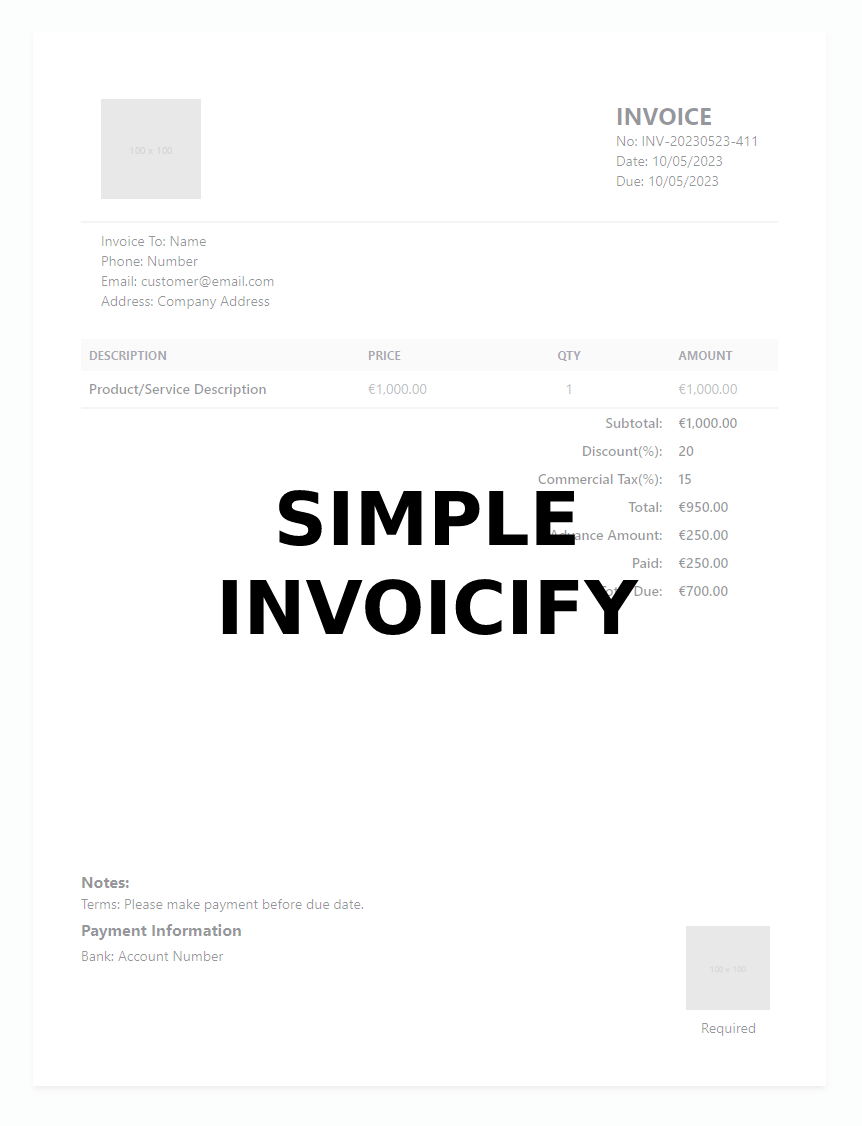 100 x 100
INVOICE
No: INV-20230523-411
Date: 10/05/2023
Due: 10/05/2023
Invoice To: Name
Phone: Number
Email: customer@email.com
Address: Company Address
DESCRIPTION PRICE QTY AMOUNT
Product/Service Description €1,000.00 1 €1,000.00
Subtotal: €1,000.00
Discount(%): 20
Commercial Tax(%): 15
Total: €950.00
Advance Amount: €250.00
Paid: €250.00
Total Due: €700.00
SIMPLE
INVOICIFY
Notes:
Terms: Please make payment before due date.
Payment Information
Bank: Account Number
100 x 100
Required